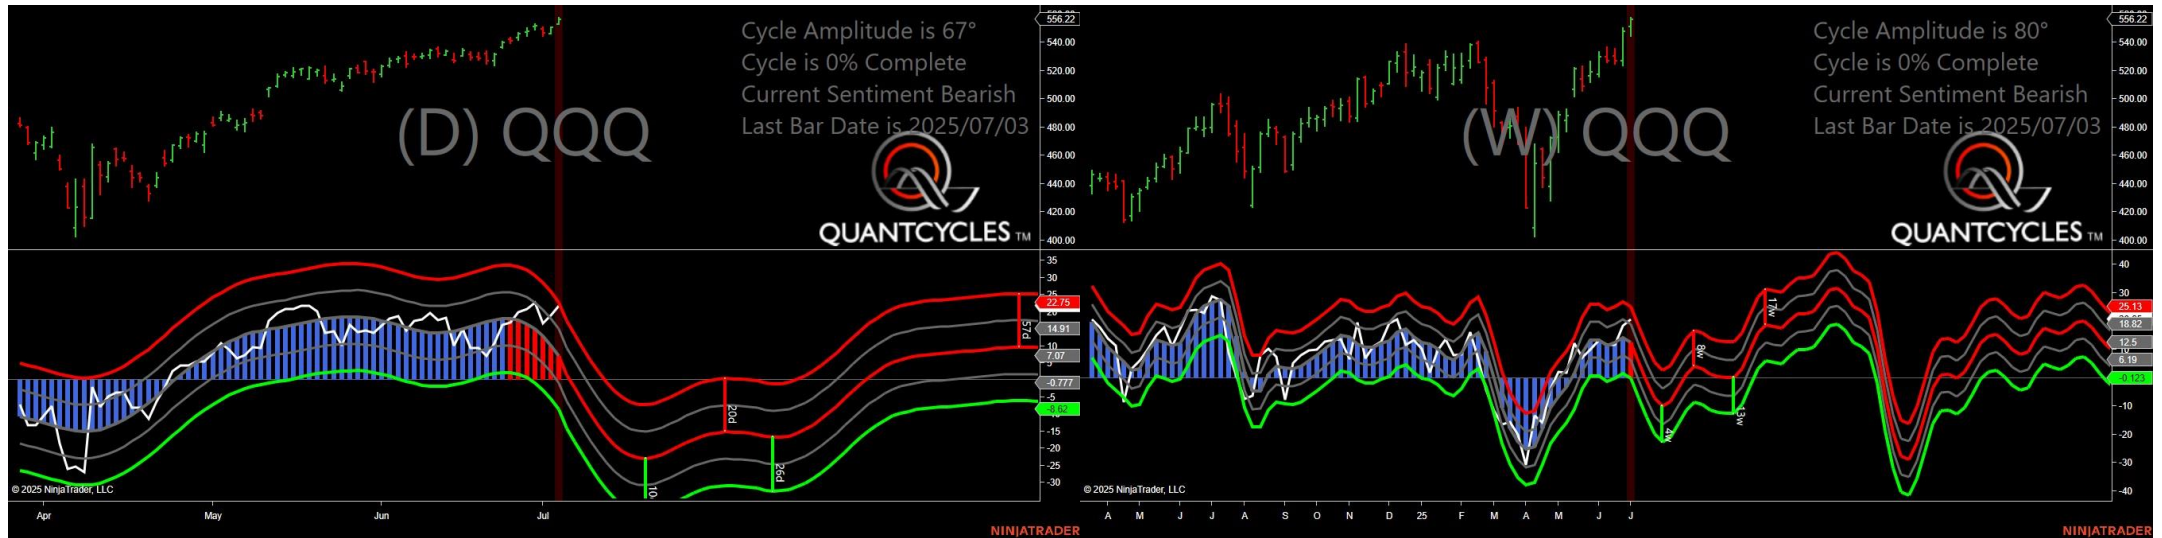 Cycle Amplitude is 67°
Cycle is 0% Complete
Current Sentiment Bearish
Last Bar Date is 2025/07/03
(D) QQQ
QUANTCYCLES TM
556.22
540.00
520.00
500.00
480.00
460.00
440.00
420.00
400.00
35
30
25
22.75
20
14.91
10
7.07
5
-0.777
-5
-8.62
-15
-20
-25
-30
10
20d
26d
57d
© 2025 NinjaTrader, LLC
Apr May Jun Jul
NINJATRADER
Cycle Amplitude is 80°
Cycle is 0% Complete
Current Sentiment Bearish
Last Bar Date is 2025/07/03
(W) QQQ
QUANTCYCLES TM
556.22
540.00
520.00
500.00
480.00
460.00
440.00
420.00
400.00
40
30
25.13
18.82
12.5
6.19
-0.123
-10
-20
-30
-40
4w
8w
13w
17w
© 2025 NinjaTrader, LLC
A M J J A S O N D 25 F M A M J J
NINJATRADER